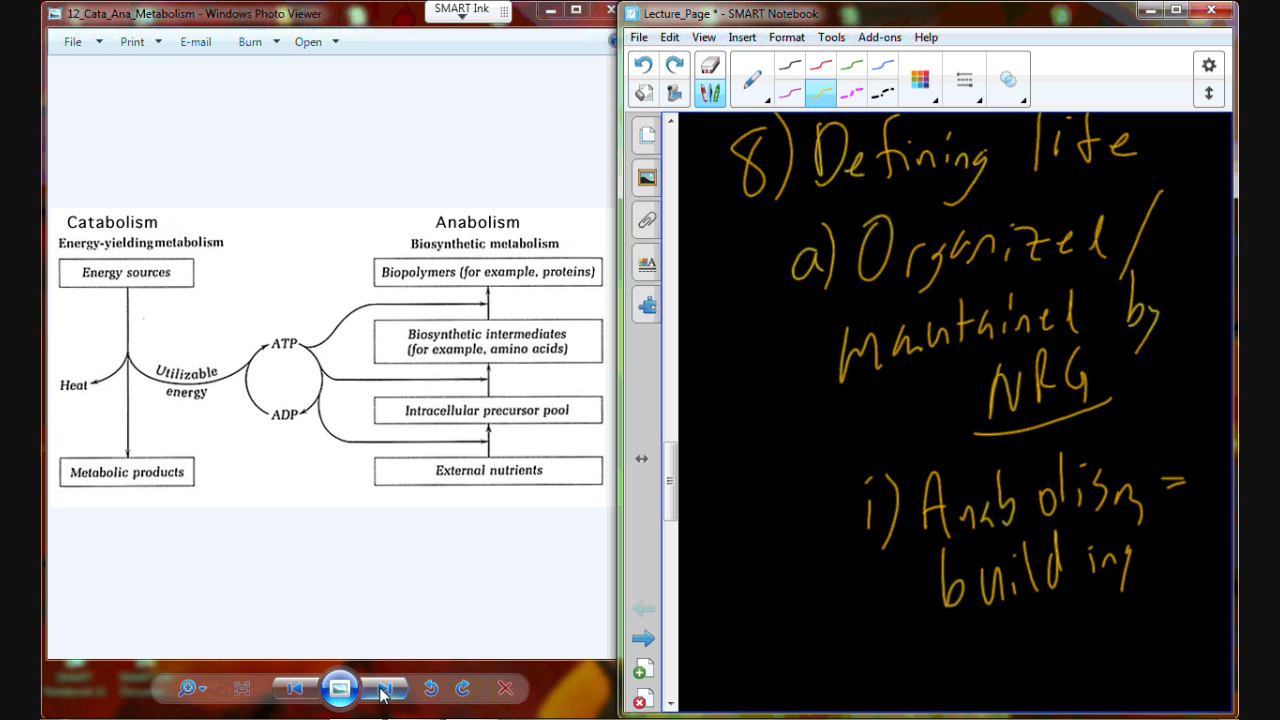 12_Cata_Ana_Metabolism - Windows Photo Viewer
SMART Ink
File Print E-mail Burn Open
Catabolism
Energy-yielding metabolism
Energy sources
Heat
Utilizable
energy
Metabolic products
ATP
ADP
Anabolism
Biosynthetic metabolism
Biopolymers (for example, proteins)
Biosynthetic intermediates
(for example, amino acids)
Intracellular precursor pool
External nutrients
Lecture_Page * - SMART Notebook
File Edit View Insert Format Tools Add-ons Help
8) Defining life
a) Organized /
maintained by
NRG
i) Anabolism =
building